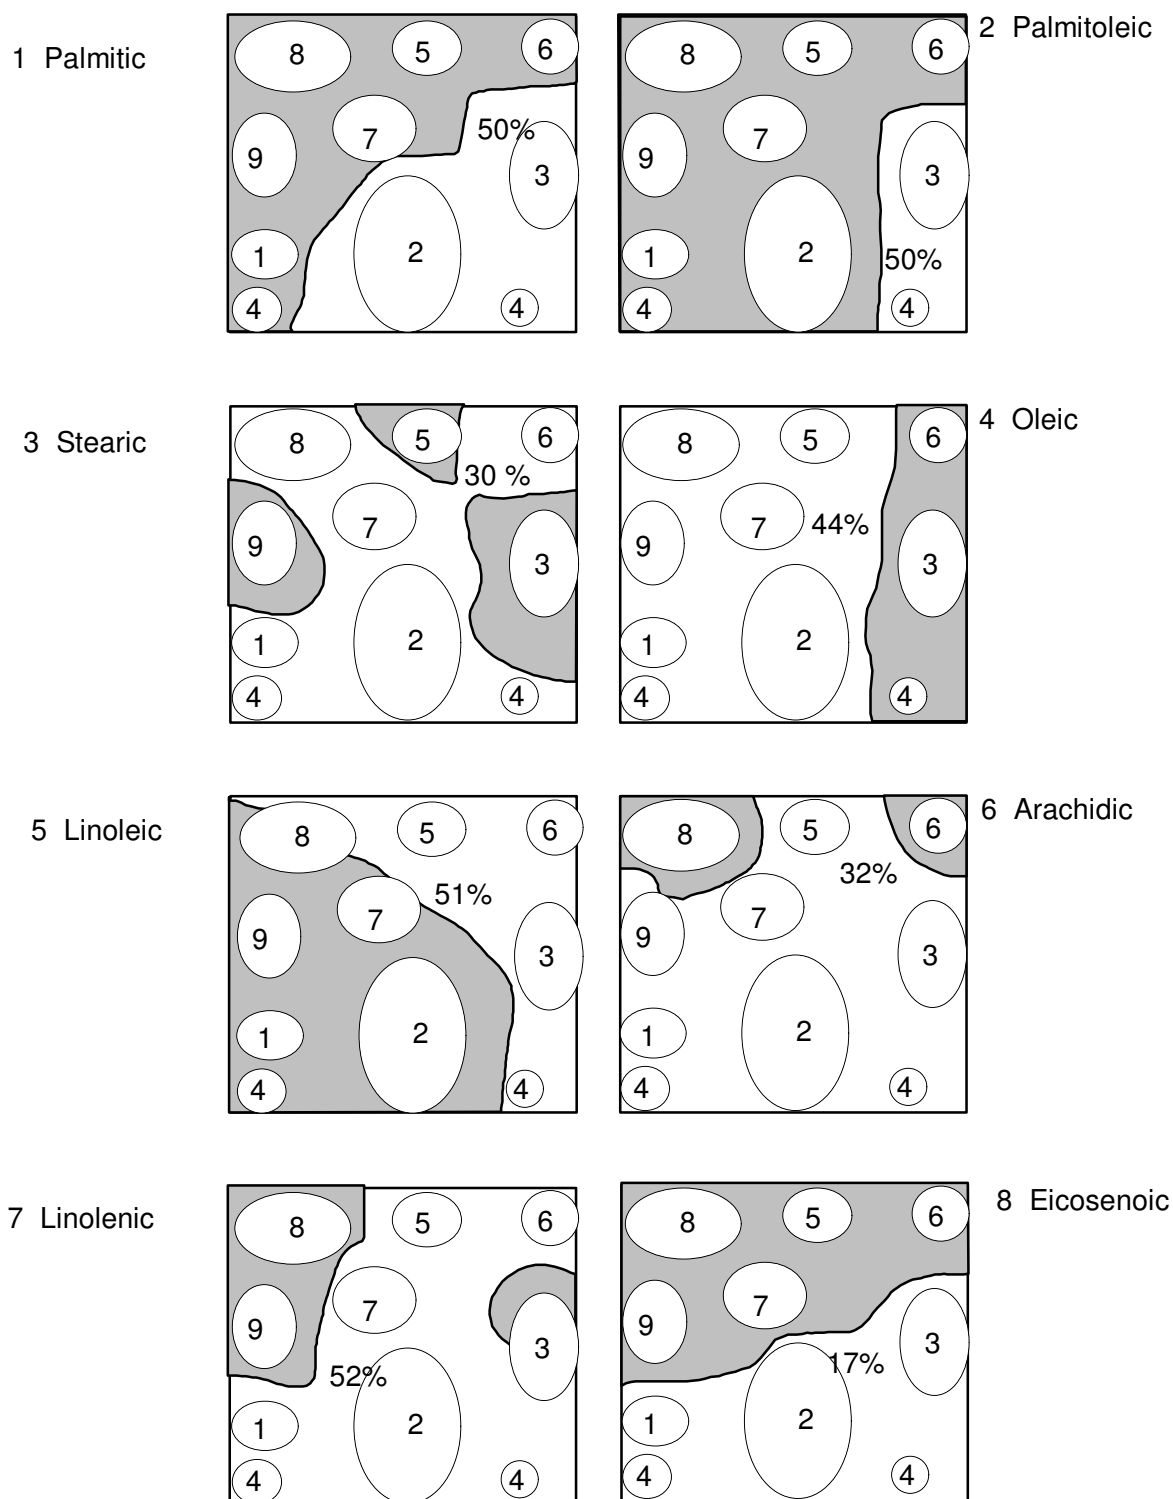 1 Palmitic
8 5 6
7 50%
9 3
1 2
4 4
2 Palmitoleic
8 5 6
7
9 3
1 2 50%
4 4
3 Stearic
8 5 6
30 %
7
9 3
1 2
4 4
4 Oleic
8 5 6
7 44%
9 3
1 2
4 4
5 Linoleic
8 5 6
51%
7
9 3
1 2
4 4
6 Arachidic
8 5 6
32%
7
9 3
1 2
4 4
7 Linolenic
8 5 6
7
9 3
52%
1 2
4 4
8 Eicosenoic
8 5 6
7
9 3
17%
1 2
4 4